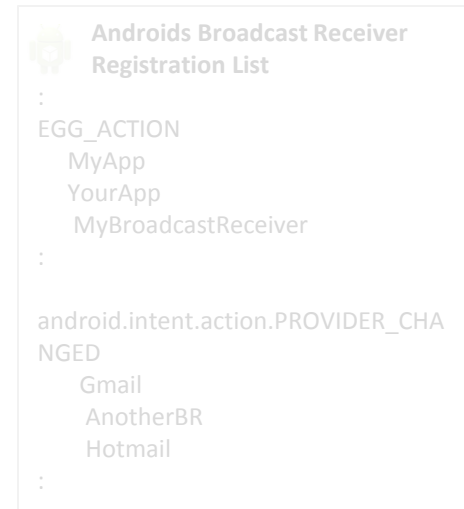 Androids Broadcast Receiver
Registration List
:
EGG_ACTION
MyApp
YourApp
MyBroadcastReceiver
:
android.intent.action.PROVIDER_CHA
NGED
Gmail
AnotherBR
Hotmail
: